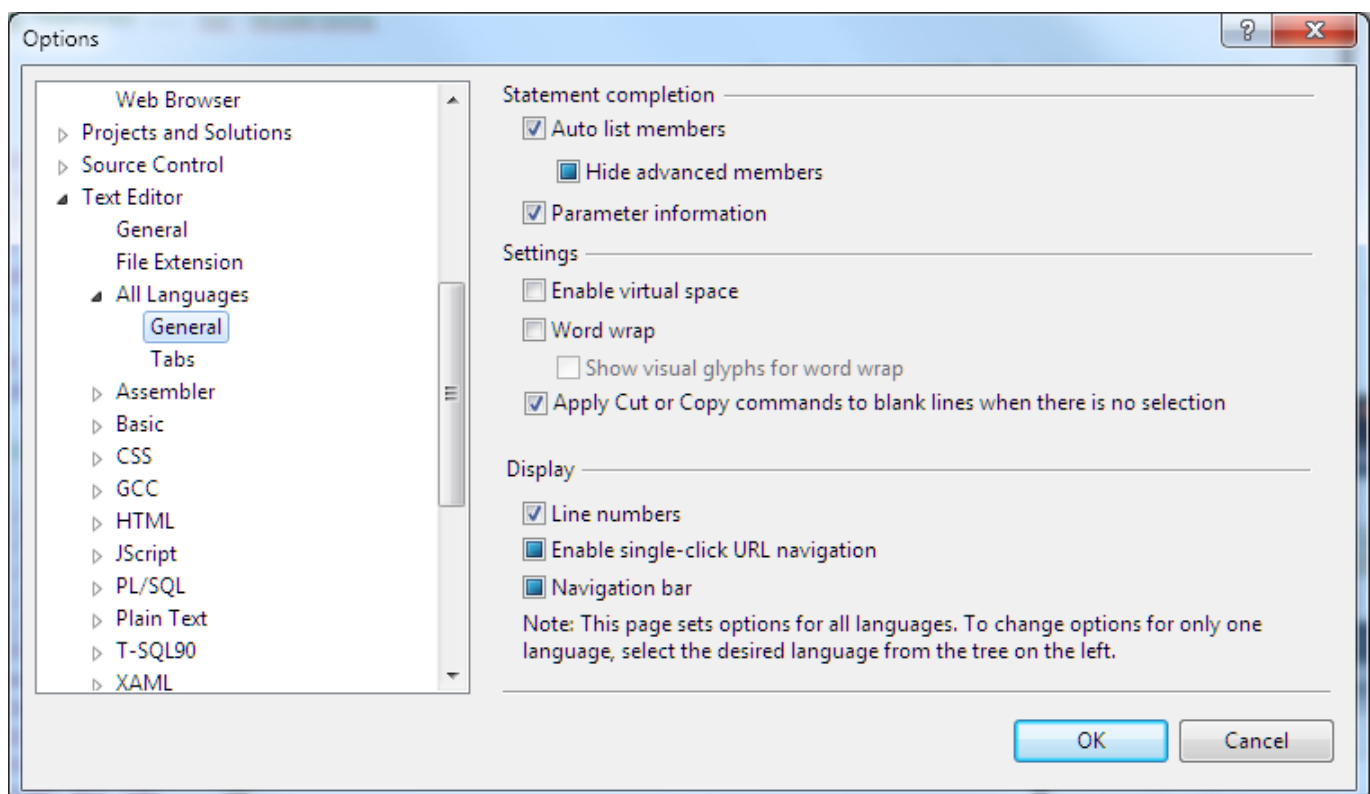 Options
Web Browser
Projects and Solutions
Source Control
Text Editor
General
File Extension
All Languages
General
Tabs
Assembler
Basic
CSS
GCC
HTML
JScript
PL/SQL
Plain Text
T-SQL90
XAML
Statement completion
Auto list members
Hide advanced members
Parameter information
Settings
Enable virtual space
Word wrap
Show visual glyphs for word wrap
Apply Cut or Copy commands to blank lines when there is no selection
Display
Line numbers
Enable single-click URL navigation
Navigation bar
Note: This page sets options for all languages. To change options for only one
language, select the desired language from the tree on the left.
OK
Cancel